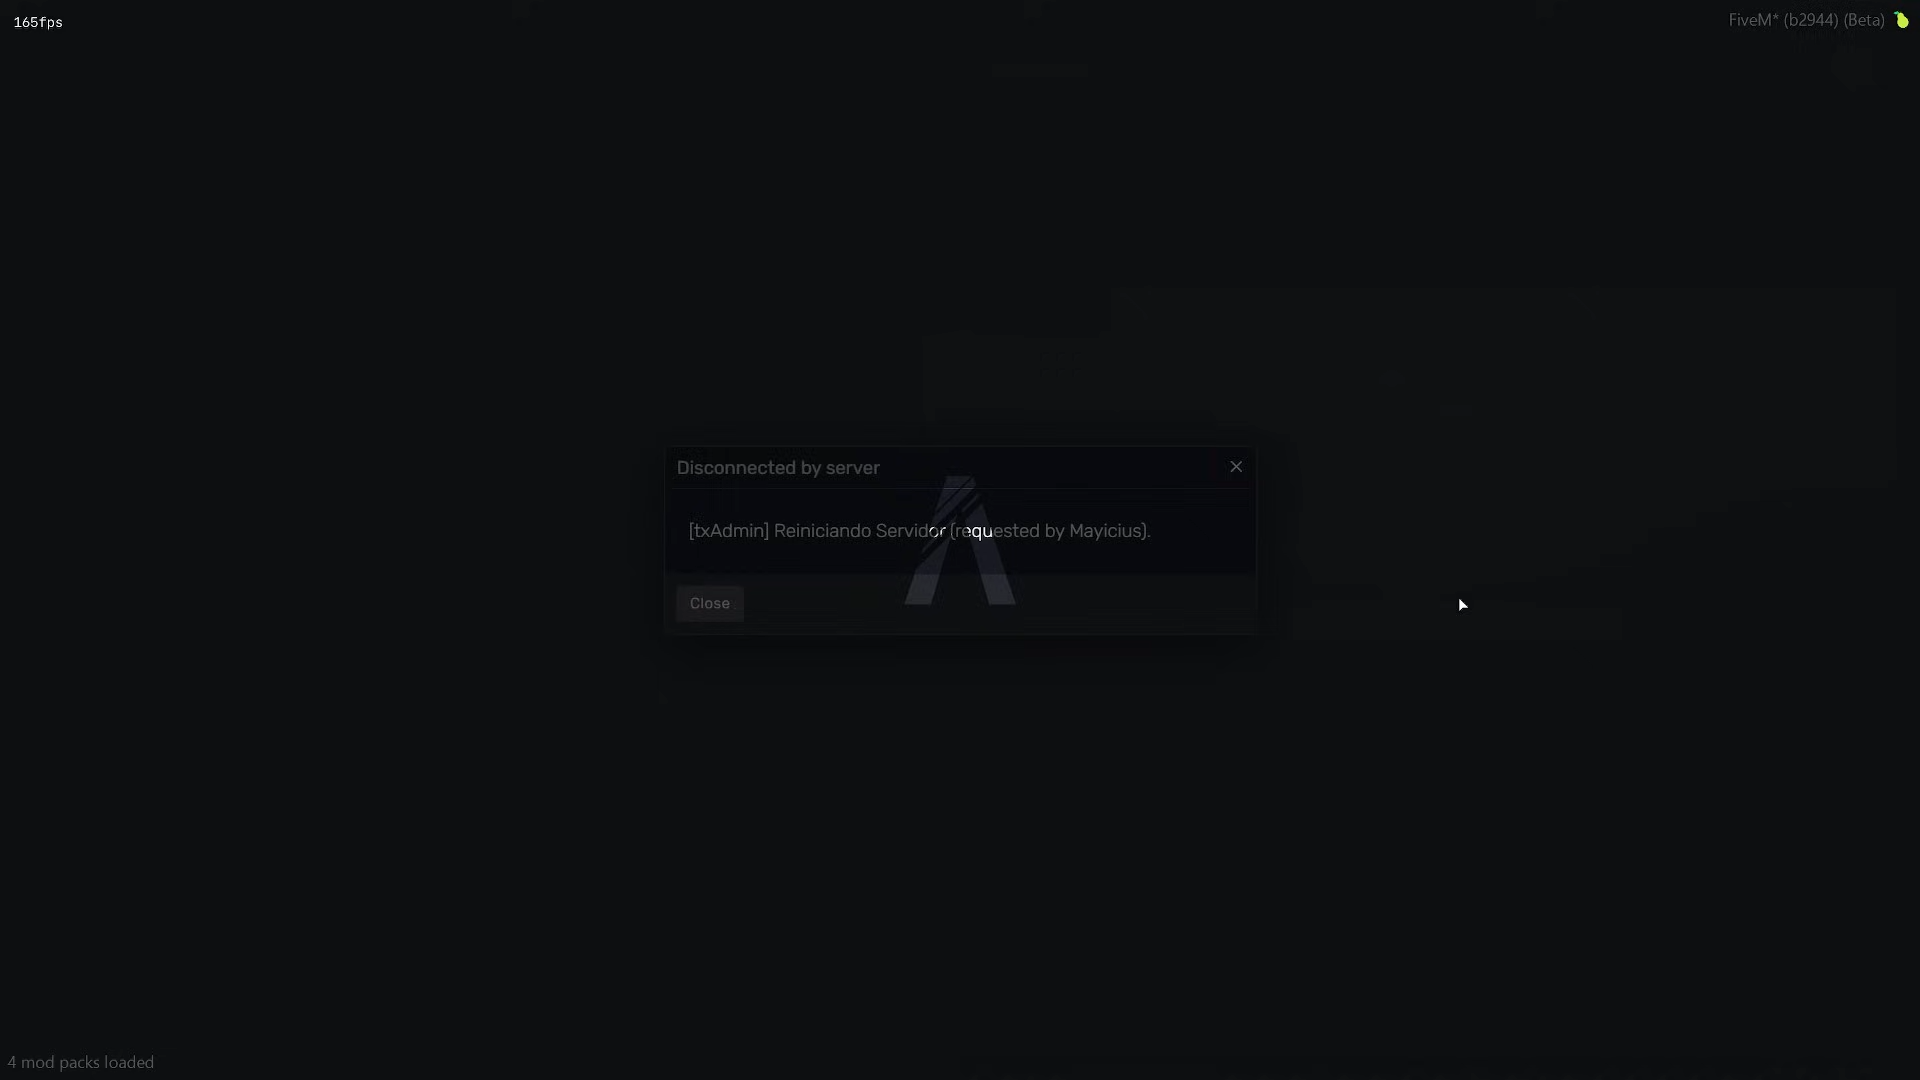 165fps
FiveM* (b2944) (Beta)
Disconnected by server
[txAdmin] Reiniciando Servidor (requested by Mayicius).
Close
4 mod packs loaded